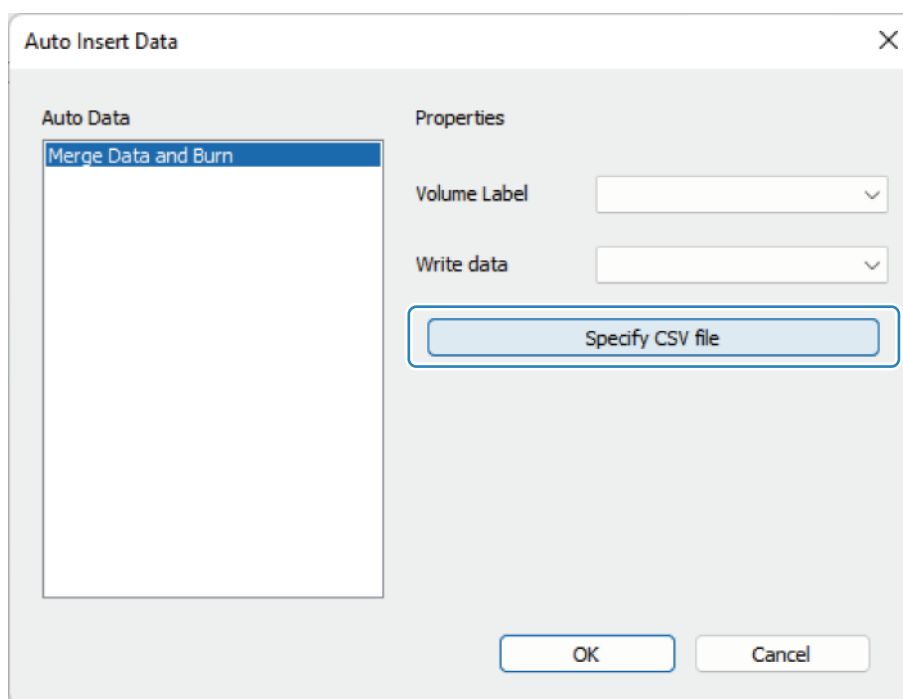 Auto Insert Data
Auto Data
Merge Data and Burn
Properties
Volume Label
Write data
Specify CSV file
OK
Cancel